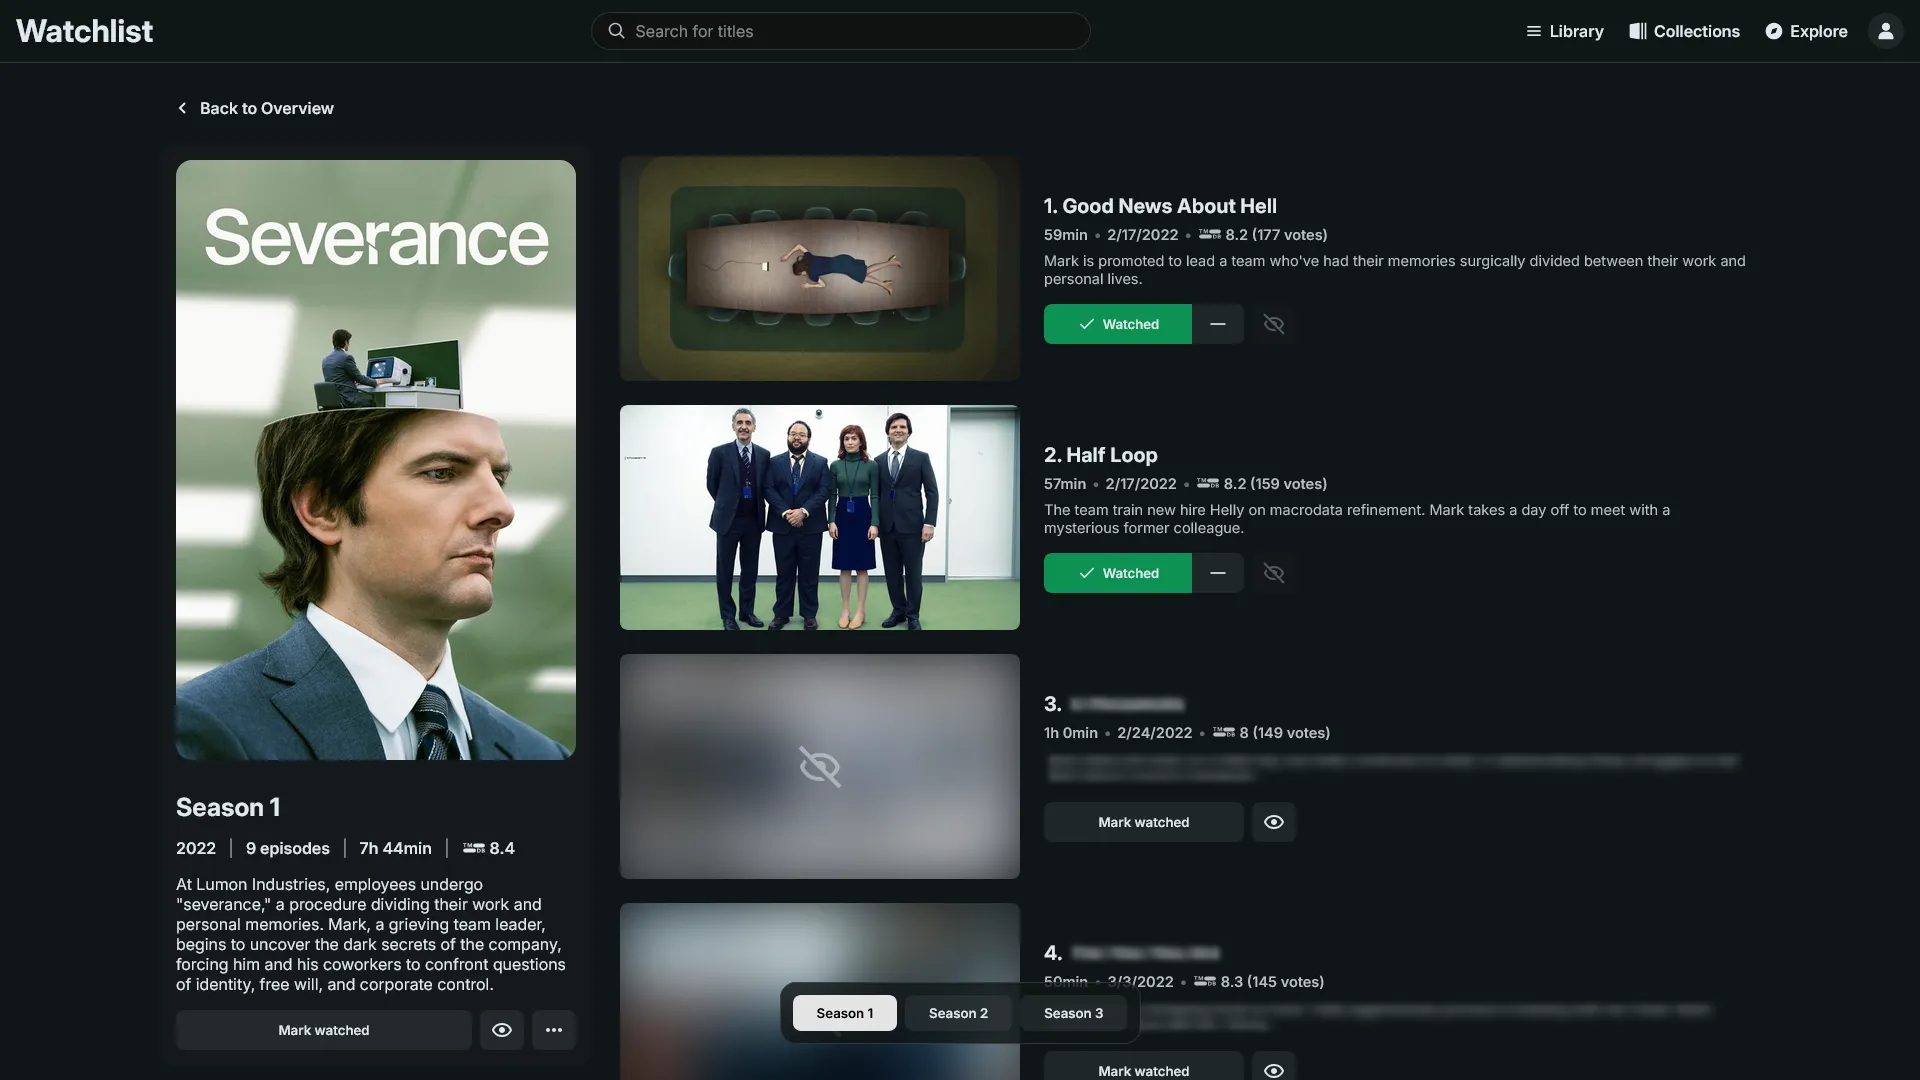 Watchlist
Search for titles
Library
Collections
Explore
Back to Overview
Severance
Season 1
2022 | 9 episodes | 7h 44min | TMDB 8.4
At Lumon Industries, employees undergo
"severance," a procedure dividing their work and
personal memories. Mark, a grieving team leader,
begins to uncover the dark secrets of the company,
forcing him and his coworkers to confront questions
of identity, free will, and corporate control.
Mark watched
1. Good News About Hell
59min • 2/17/2022 • TMDB 8.2 (177 votes)
Mark is promoted to lead a team who've had their memories surgically divided between their work and
personal lives.
Watched
2. Half Loop
57min • 2/17/2022 • TMDB 8.2 (159 votes)
The team train new hire Helly on macrodata refinement. Mark takes a day off to meet with a
mysterious former colleague.
Watched
3.
1h 0min • 2/24/2022 • TMDB 8 (149 votes)
Mark watched
4.
50min • 3/3/2022 • TMDB 8.3 (145 votes)
Mark watched
Season 1
Season 2
Season 3